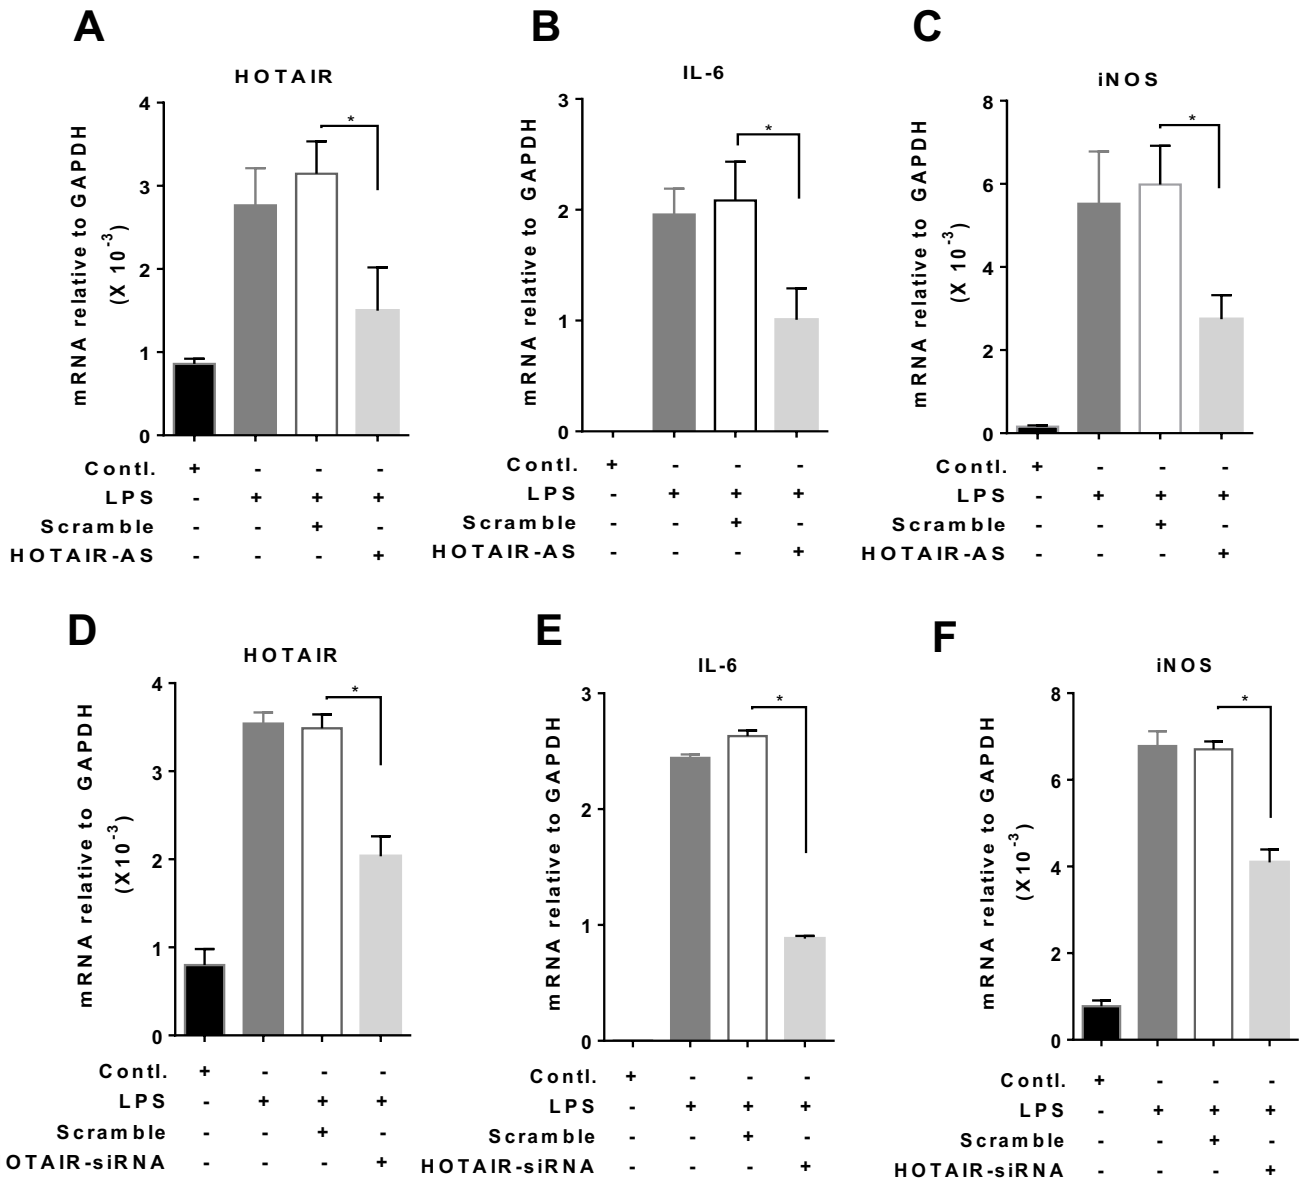 A
HOTAIR
mRNA relative to GAPDH
(X 10-3)
4
3
2
1
0
*
Contl. + - - -
LPS - + + +
Scramble - - + -
HOTAIR-AS - - - +
B
IL-6
mRNA relative to GAPDH
3
2
1
0
*
Contl. + - - -
LPS - + + +
Scramble - - + -
HOTAIR-AS - - - +
C
iNOS
mRNA relative to GAPDH
(X 10-3)
8
6
4
2
0
*
Contl. + - - -
LPS - + + +
Scramble - - + -
HOTAIR-AS - - - +
D
HOTAIR
mRNA relative to GAPDH
(X10-3)
4
3
2
1
0
*
Contl. + - - -
LPS - + + +
Scramble - - + -
OTAIR-siRNA - - - +
E
IL-6
mRNA relative to GAPDH
3
2
1
0
*
Contl. + - - -
LPS - + + +
Scramble - - + -
HOTAIR-siRNA - - - +
F
iNOS
mRNA relative to GAPDH
(X10-3)
8
6
4
2
0
*
Contl. + - - -
LPS - + + +
Scramble - - + -
HOTAIR-siRNA - - - +